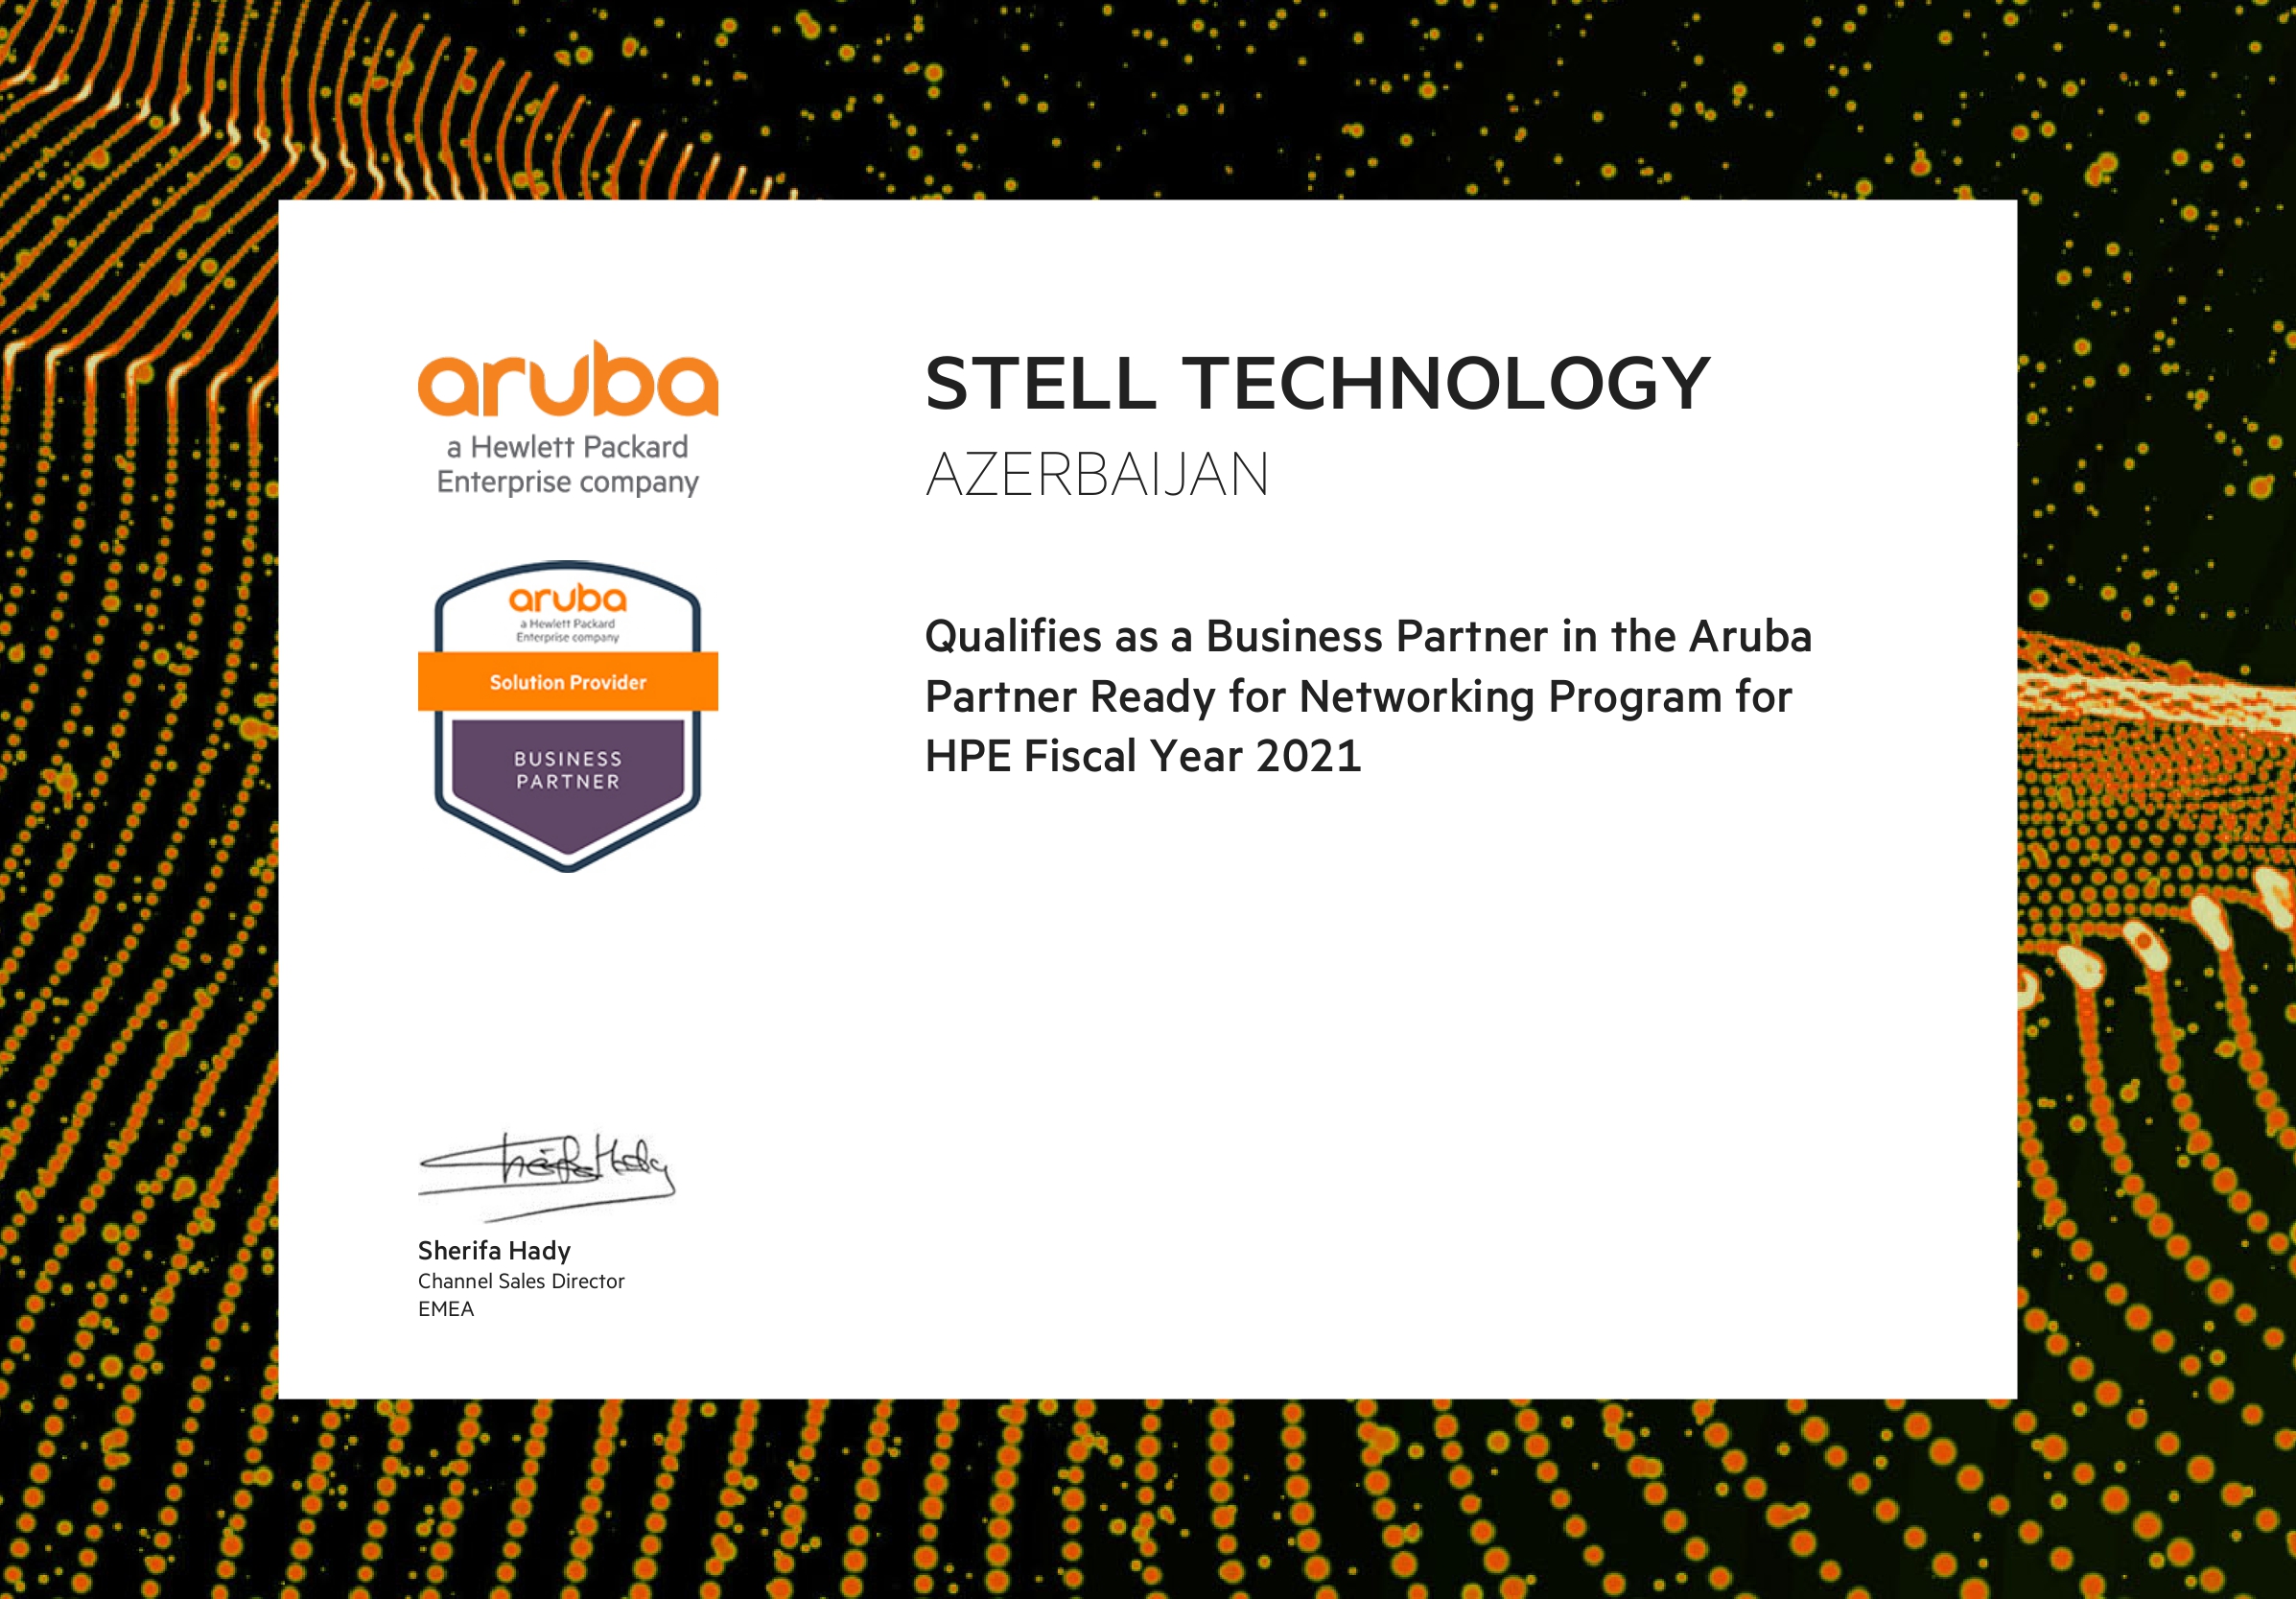 aruba
a Hewlett Packard
Enterprise company
STELL TECHNOLOGY
AZERBAIJAN
aruba
a Hewlett Packard
Enterprise company
Solution Provider
BUSINESS
PARTNER
Qualifies as a Business Partner in the Aruba
Partner Ready for Networking Program for
HPE Fiscal Year 2021
Sherifa Hady
Sherifa Hady
Channel Sales Director
EMEA